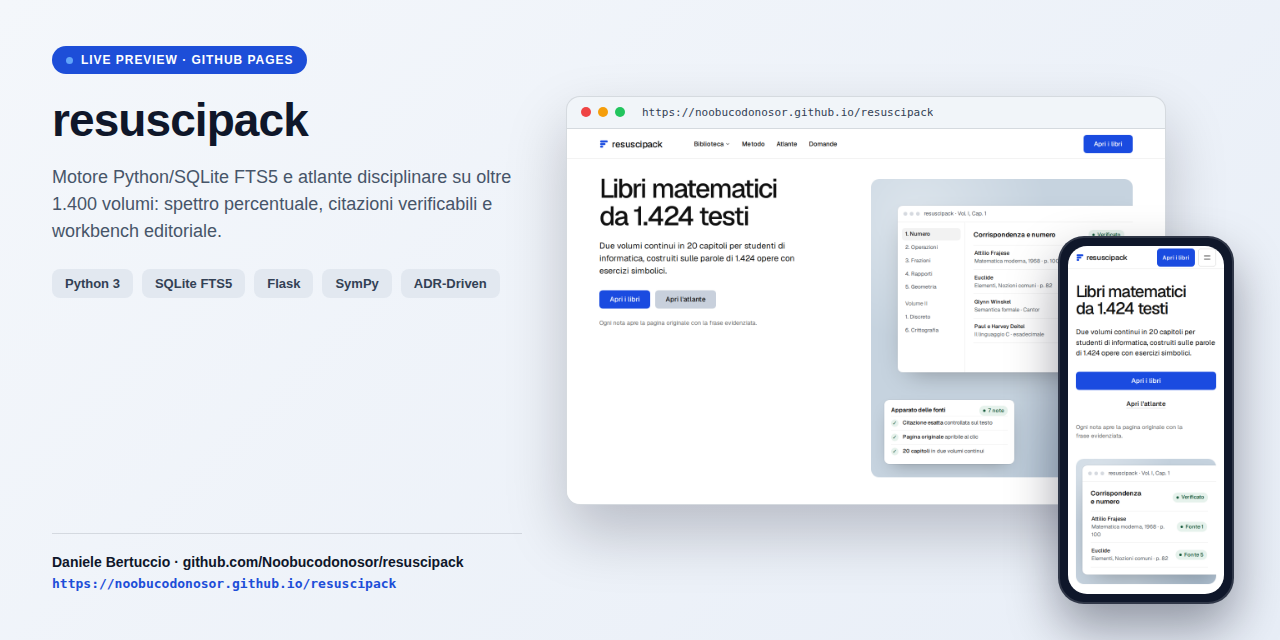 LIVE PREVIEW · GITHUB PAGES
resuscipack
Motore Python/SQLite FTS5 e atlante disciplinare su oltre
1.400 volumi: spettro percentuale, citazioni verificabili e
workbench editoriale.
Python 3
SQLite FTS5
Flask
SymPy
ADR-Driven
Daniele Bertuccio · github.com/Noobucodonosor/resuscipack
https://noobucodonosor.github.io/resuscipack
https://noobucodonosor.github.io/resuscipack
resuscipack
Biblioteca
Metodo
Atlante
Domande
Apri i libri
Libri matematici
da 1.424 testi
Due volumi continui in 20 capitoli per studenti di
informatica, costruiti sulle parole di 1.424 opere con
esercizi simbolici.
Apri i libri
Apri l'atlante
Ogni nota apre la pagina originale con la frase evidenziata.
resuscipack · Vol. I, Cap. 1
1. Numero
2. Operazioni
3. Frazioni
4. Rapporti
5. Geometria
Volume II
1. Discreto
6. Crittografia
Corrispondenza e numero
Verificato
Attilio Frajese
Matematica moderna, 1968 · p. 100
Euclide
Elementi, Nozioni comuni · p. 82
Glynn Winskel
Semantica formale · Cantor
Paul e Harvey Deitel
Il linguaggio C · esadecimale
Apparato delle fonti
7 note
✓ Citazione esatta controllata sul testo
✓ Pagina originale apribile al clic
✓ 20 capitoli in due volumi continui
resuscipack
Apri i libri
Libri matematici
da 1.424 testi
Due volumi continui in 20 capitoli per
studenti di informatica, costruiti sulle parole
di 1.424 opere con esercizi simbolici.
Apri i libri
Apri l'atlante
Ogni nota apre la pagina originale con la
frase evidenziata.
resuscipack · Vol. I, Cap. 1
Corrispondenza
e numero
Verificato
Attilio Frajese
Matematica moderna, 1968 · p.
100
Fonte 1
Euclide
Elementi, Nozioni comuni · p. 82
Fonte 5